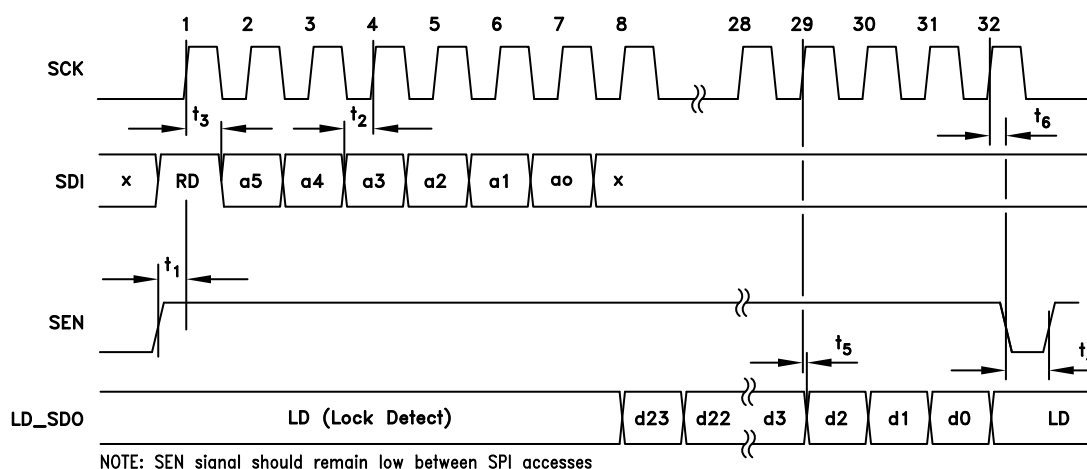 1 2 3 4 5 6 7 8 28 29 30 31 32
SCK
t3 t2 t6
SDI x RD a5 a4 a3 a2 a1 ao x
t1
SEN
t5
LD_SDO LD (Lock Detect) d23 d22 d3 d2 d1 d0 LD
NOTE: SEN signal should remain low between SPI accesses